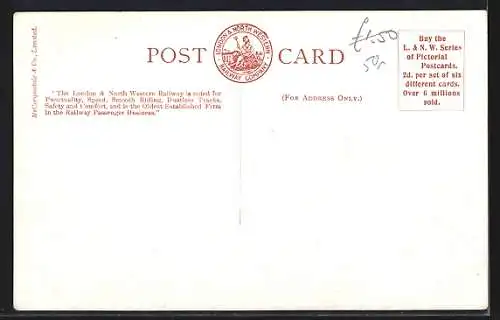 McCorquodale & Co., Limited.
POST CARD
LONDON & NORTH WESTERN
RAILWAY COMPANY
"The London & North Western Railway is noted for
Punctuality, Speed, Smooth Riding, Dustless Tracks,
Safety and Comfort, and is the Oldest Established Firm
in the Railway Passenger Business."
(FOR ADDRESS ONLY.)
£1.50
Buy the
L. & N. W. Series
of Pictorial
Postcards.
2d. per set of six
different cards.
Over 6 millions
sold.